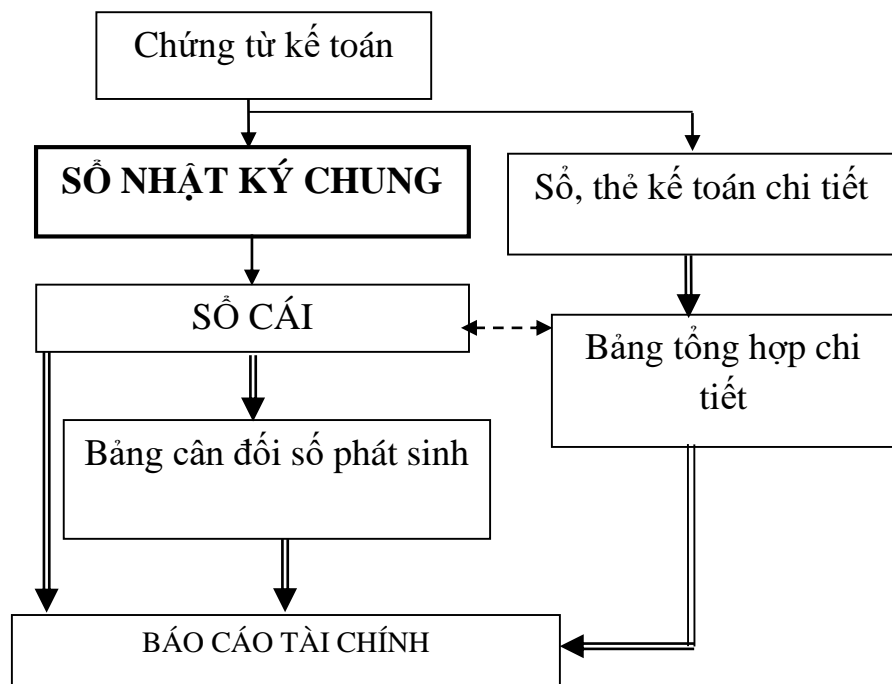 Chứng từ kế toán
SỔ NHẬT KÝ CHUNG
Sổ, thẻ kế toán chi tiết
SỔ CÁI
Bảng tổng hợp chi
tiết
Bảng cân đối số phát sinh
BÁO CÁO TÀI CHÍNH